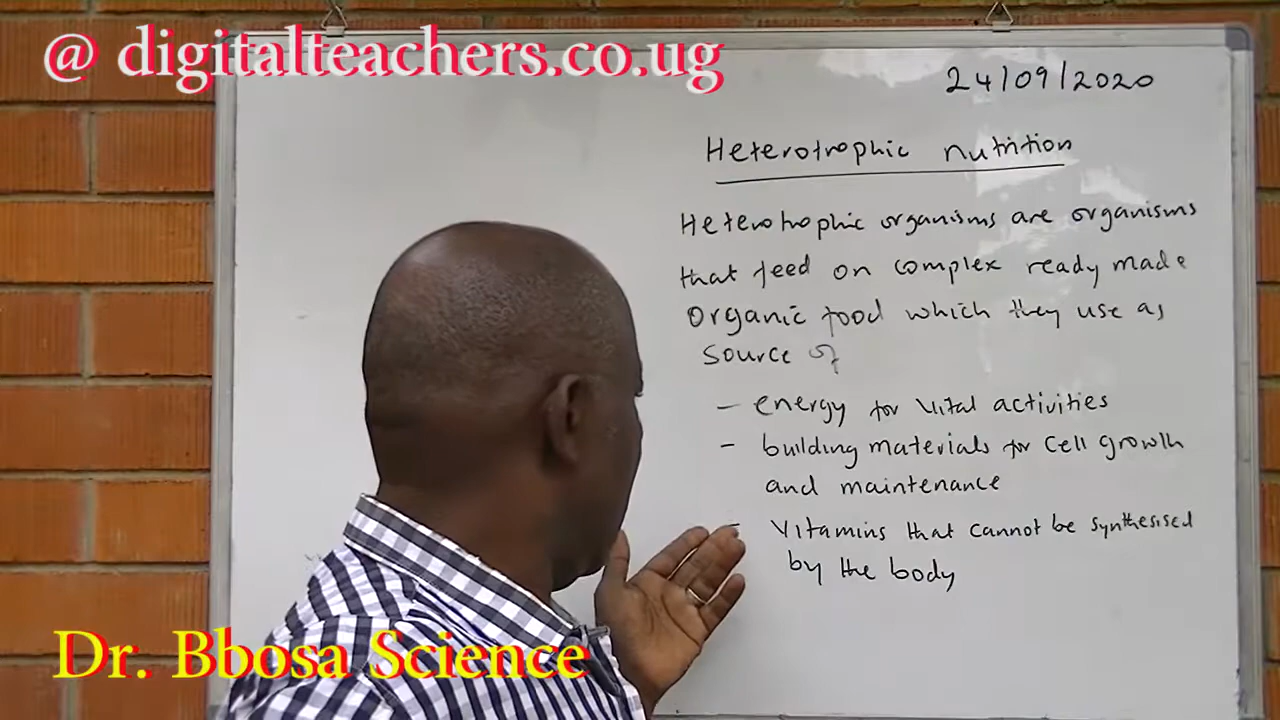 @ digitalteachers.co.ug
24/09/2020
Heterotrophic nutrition
Heterotrophic organisms are organisms
that feed on complex ready made
organic food which they use as
source of
- energy for vital activities
- building materials for cell growth
and maintenance
- Vitamins that cannot be synthesised
by the body
Dr. Bbosa Science